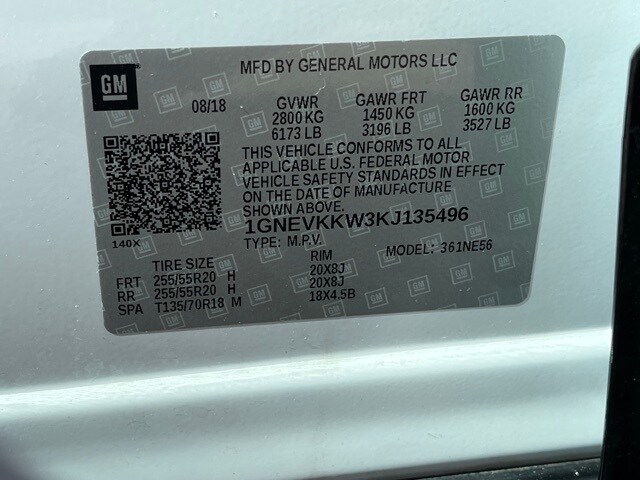 GM
MFD BY GENERAL MOTORS LLC
08/18 GVWR GAWR FRT GAWR RR
2800 KG 1450 KG 1600 KG
6173 LB 3196 LB 3527 LB
THIS VEHICLE CONFORMS TO ALL
APPLICABLE U.S. FEDERAL MOTOR
VEHICLE SAFETY STANDARDS IN EFFECT
ON THE DATE OF MANUFACTURE
SHOWN ABOVE.
1GNEVKKW3KJ135496
140X TYPE: M.P.V. MODEL: 361NE56
TIRE SIZE RIM
FRT 255/55R20 H 20X8J
RR 255/55R20 H 20X8J
SPA T135/70R18 M 18X4.5B